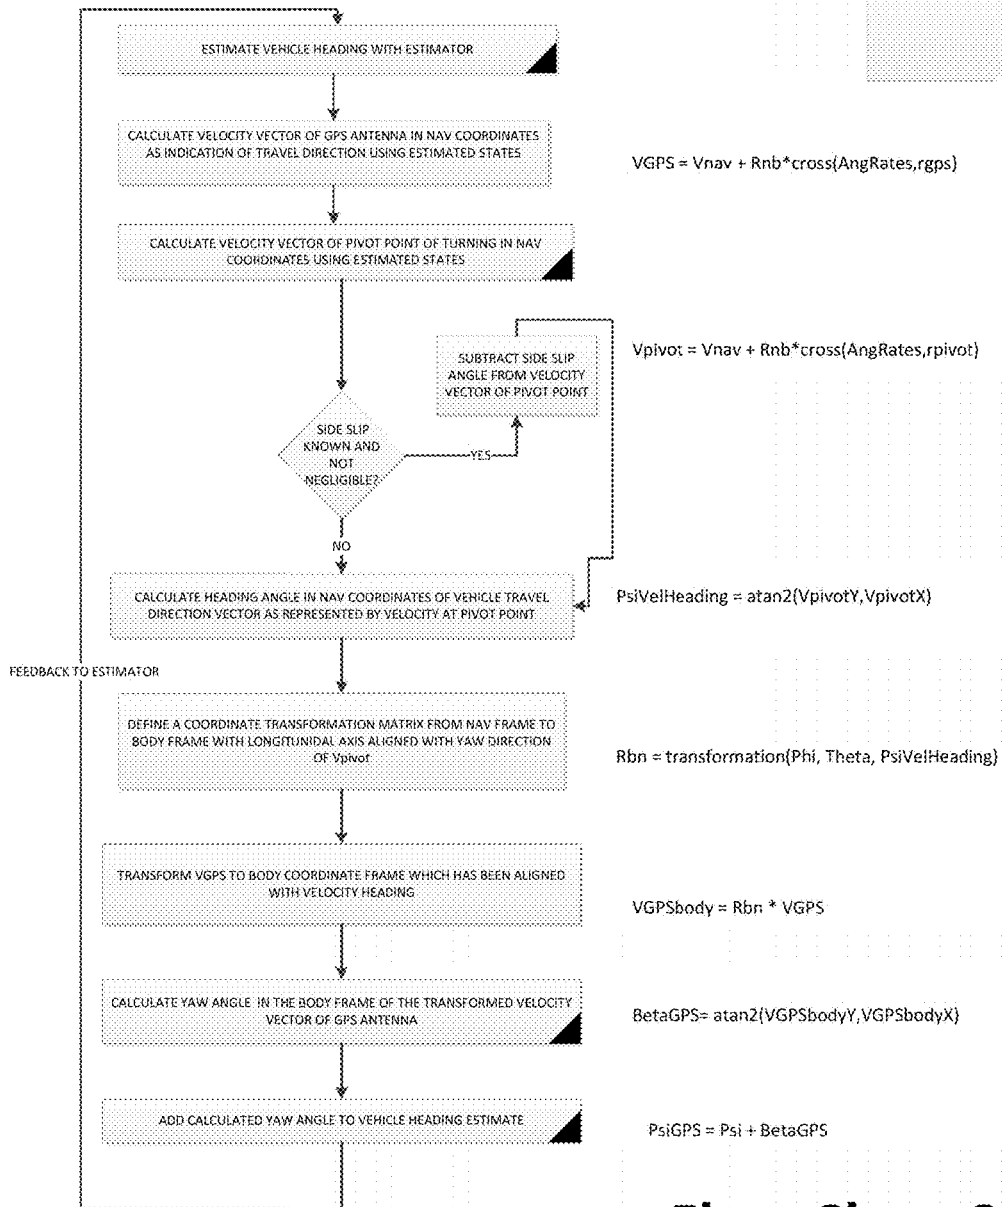 ESTIMATE VEHICLE HEADING WITH ESTIMATOR
CALCULATE VELOCITY VECTOR OF GPS ANTENNA IN NAV COORDINATES
AS INDICATION OF TRAVEL DIRECTION USING ESTIMATED STATES
VGPS = Vnav + Rnb*cross(AngRates,rgps)
CALCULATE VELOCITY VECTOR OF PIVOT POINT OF TURNING IN NAV
COORDINATES USING ESTIMATED STATES
Vpivot = Vnav + Rnb*cross(AngRates,rpivot)
SUBTRACT SIDE SLIP
ANGLE FROM VELOCITY
VECTOR OF PIVOT POINT
SIDE SLIP
KNOWN AND
NOT
NEGLIGIBLE?
YES
NO
CALCULATE HEADING ANGLE IN NAV COORDINATES OF VEHICLE TRAVEL
DIRECTION VECTOR AS REPRESENTED BY VELOCITY AT PIVOT POINT
PsiVelHeading = atan2(VpivotY,VpivotX)
FEEDBACK TO ESTIMATOR
DEFINE A COORDINATE TRANSFORMATION MATRIX FROM NAV FRAME TO
BODY FRAME WITH LONGITUNIDAL AXIS ALIGNED WITH YAW DIRECTION
OF Vpivot
Rbn = transformation(Phi, Theta, PsiVelHeading)
TRANSFORM VGPS TO BODY COORDINATE FRAME WHICH HAS BEEN ALIGNED
WITH VELOCITY HEADING
VGPSbody = Rbn * VGPS
CALCULATE YAW ANGLE IN THE BODY FRAME OF THE TRANSFORMED VELOCITY
VECTOR OF GPS ANTENNA
BetaGPS= atan2(VGPSbodyY,VGPSbodyX)
ADD CALCULATED YAW ANGLE TO VEHICLE HEADING ESTIMATE
PsiGPS = Psi + BetaGPS